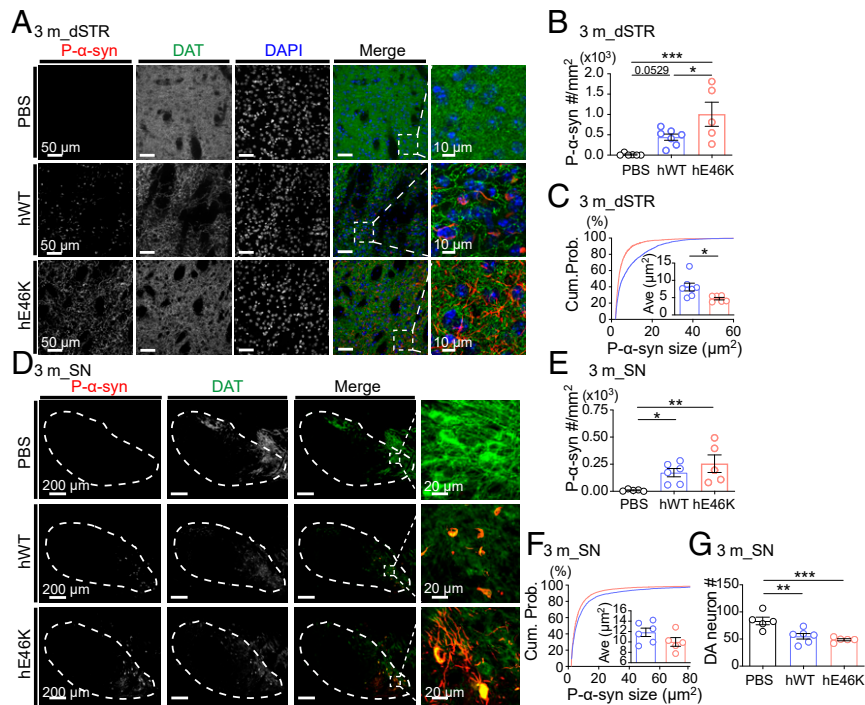 A 3 m_dSTR
P-α-syn DAT DAPI Merge
PBS
50 μm 10 μm
hWT
50 μm 10 μm
hE46K
50 μm 10 μm
B 3 m_dSTR
(x10³)
***
0.0529 *
P-α-syn #/mm²
2.0
1.5
1.0
0.5
0
PBS hWT hE46K
C 3 m_dSTR
(%)
Cum.Prob.
100
80
60
40
20
0
Ave (μm²)
15
10
5
0
*
0 20 40 60
P-α-syn size (μm²)
D 3 m_SN
P-α-syn DAT Merge
PBS
200 μm 20 μm
hWT
200 μm 20 μm
hE46K
200 μm 20 μm
E 3 m_SN
(x10³)
**
*
P-α-syn #/mm²
0.75
0.50
0.25
0.00
PBS hWT hE46K
F 3 m_SN
(%)
Cum. Prob.
100
80
60
40
20
0
Ave (μm²)
16
14
12
10
0 20 40 60 80
P-α-syn size (μm²)
G 3 m_SN
***
**
DA neuron #
150
100
50
0
PBS hWT hE46K